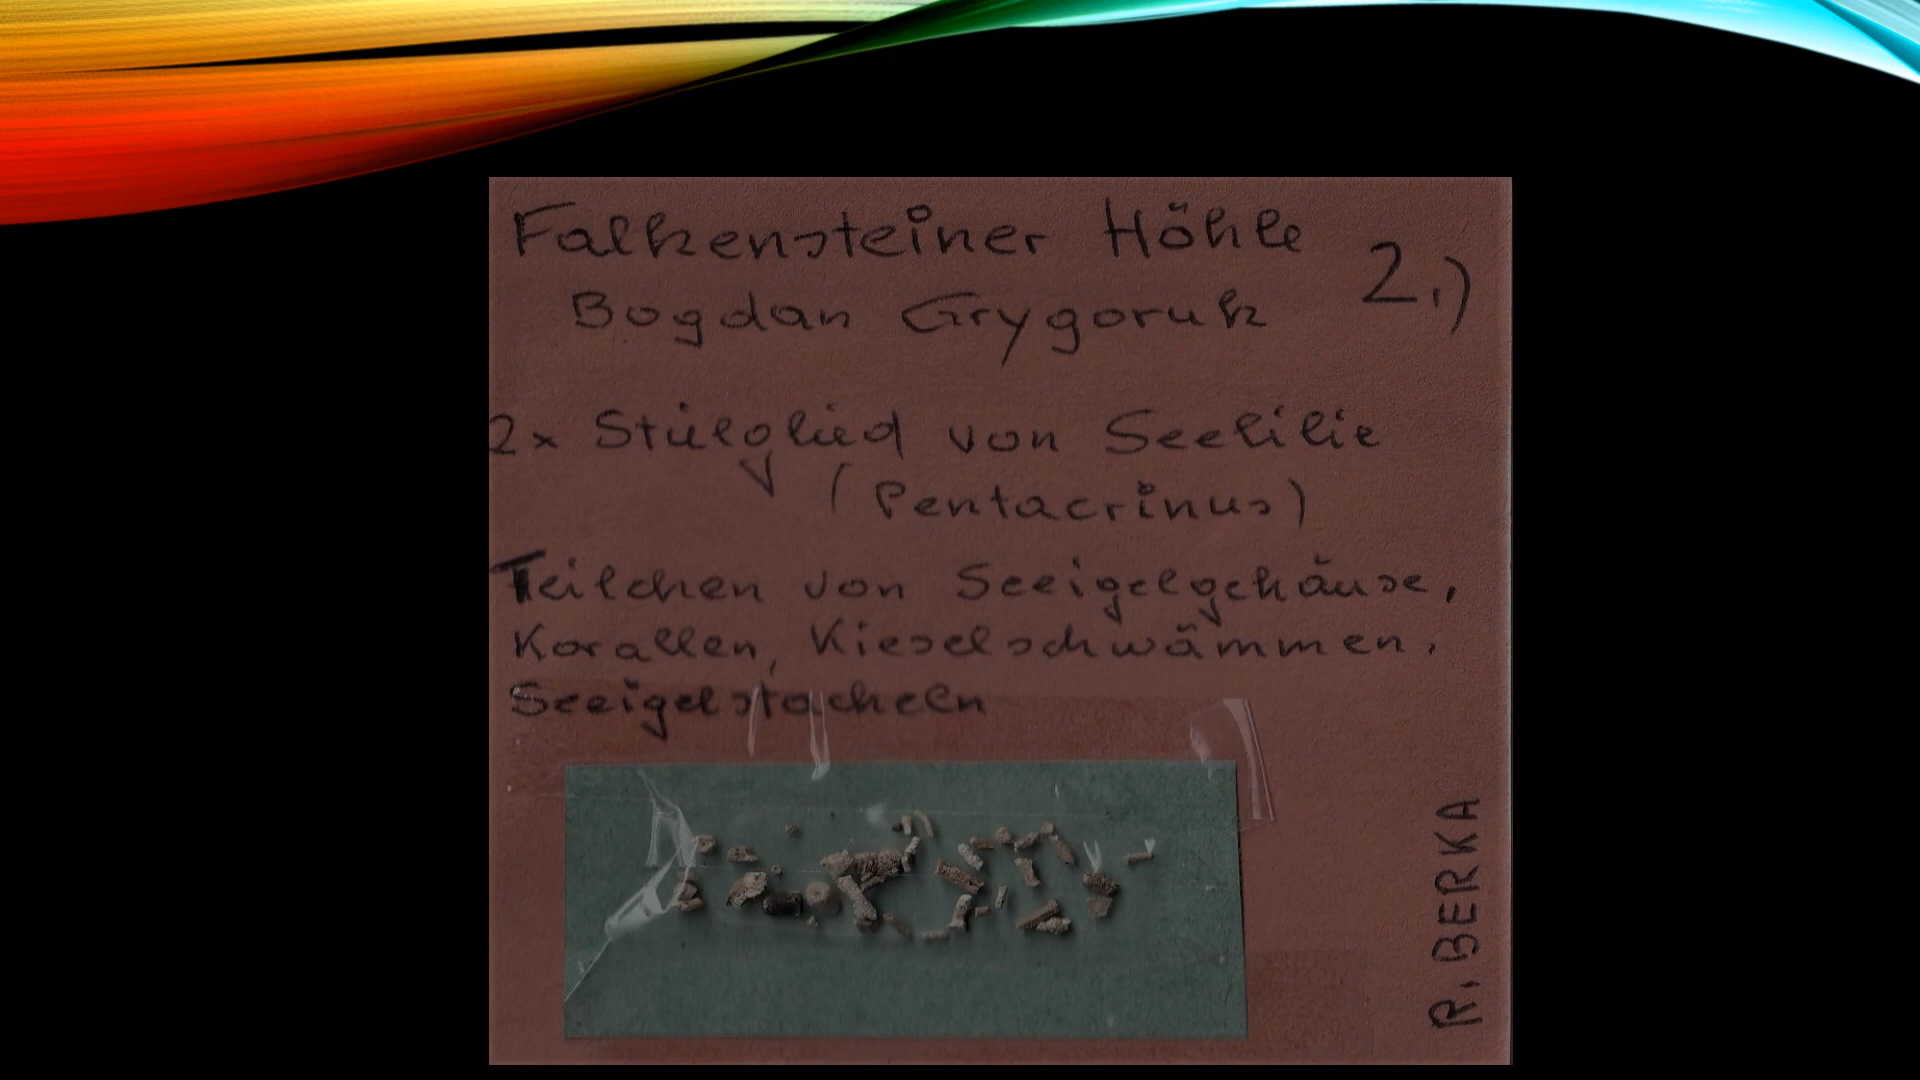 Falkensteiner Höhle
2.)
Bogdan Grygoruk
2x Stielglied von Seelilie
(Pentacrinus)
Teilchen von Seeigelgehäuse,
Korallen, Kieselschwämmen,
Seeigelstacheln
R. BERKA